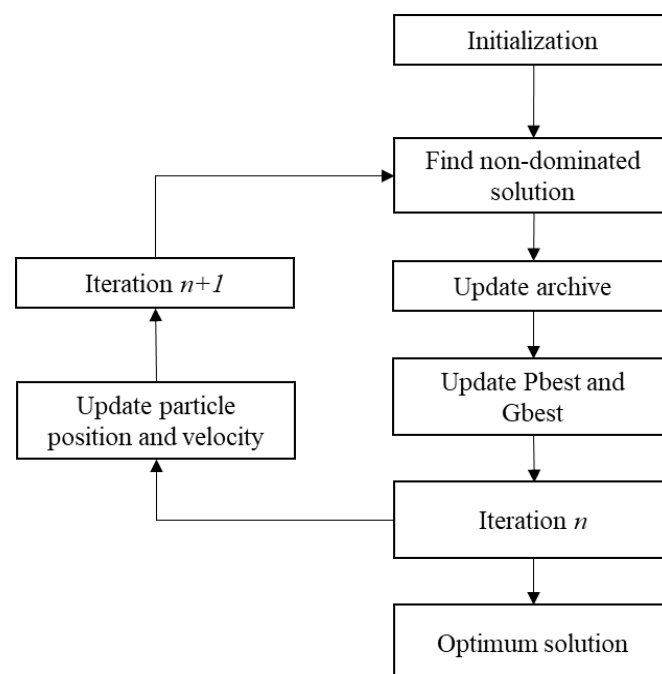 Initialization
Find non-dominated
solution
Update archive
Update Pbest and
Gbest
Iteration n
Optimum solution
Update particle
position and velocity
Iteration n+1